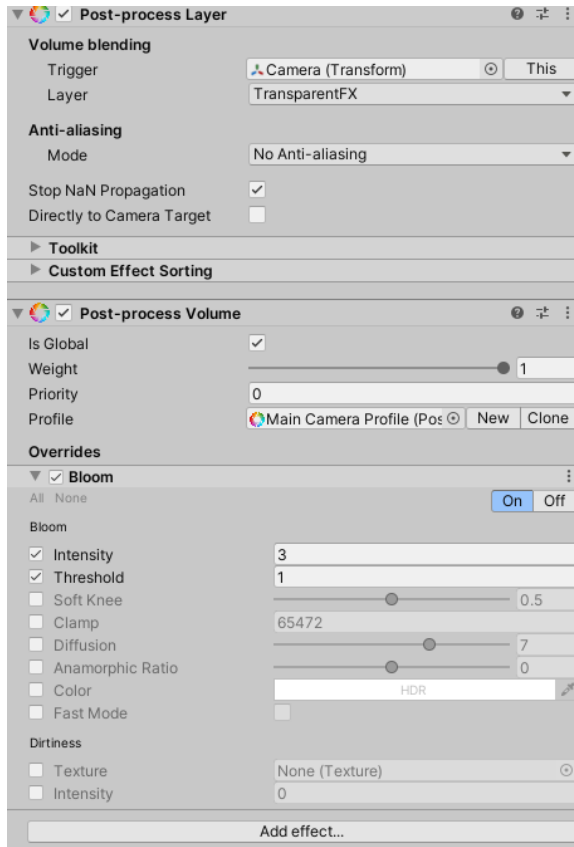 Post-process Layer
Volume blending
Trigger Camera (Transform) This
Layer TransparentFX
Anti-aliasing
Mode No Anti-aliasing
Stop NaN Propagation
Directly to Camera Target
Toolkit
Custom Effect Sorting
Post-process Volume
Is Global
Weight 1
Priority 0
Profile Main Camera Profile (Pos New Clone
Overrides
Bloom
All None On Off
Bloom
Intensity 3
Threshold 1
Soft Knee 0.5
Clamp 65472
Diffusion 7
Anamorphic Ratio 0
Color HDR
Fast Mode
Dirtiness
Texture None (Texture)
Intensity 0
Add effect...